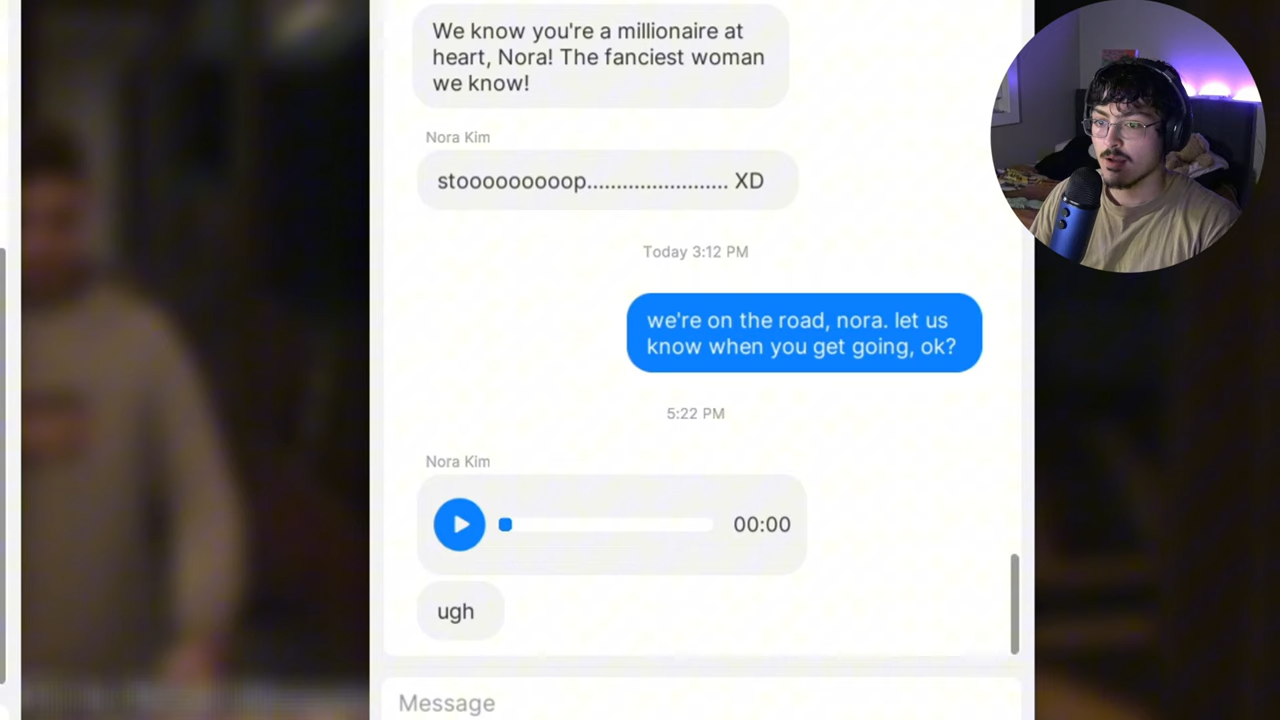 We know you're a millionaire at
heart, Nora! The fanciest woman
we know!
Nora Kim
stooooooooop........................ XD
Today 3:12 PM
we're on the road, nora. let us
know when you get going, ok?
5:22 PM
Nora Kim
00:00
ugh
Message